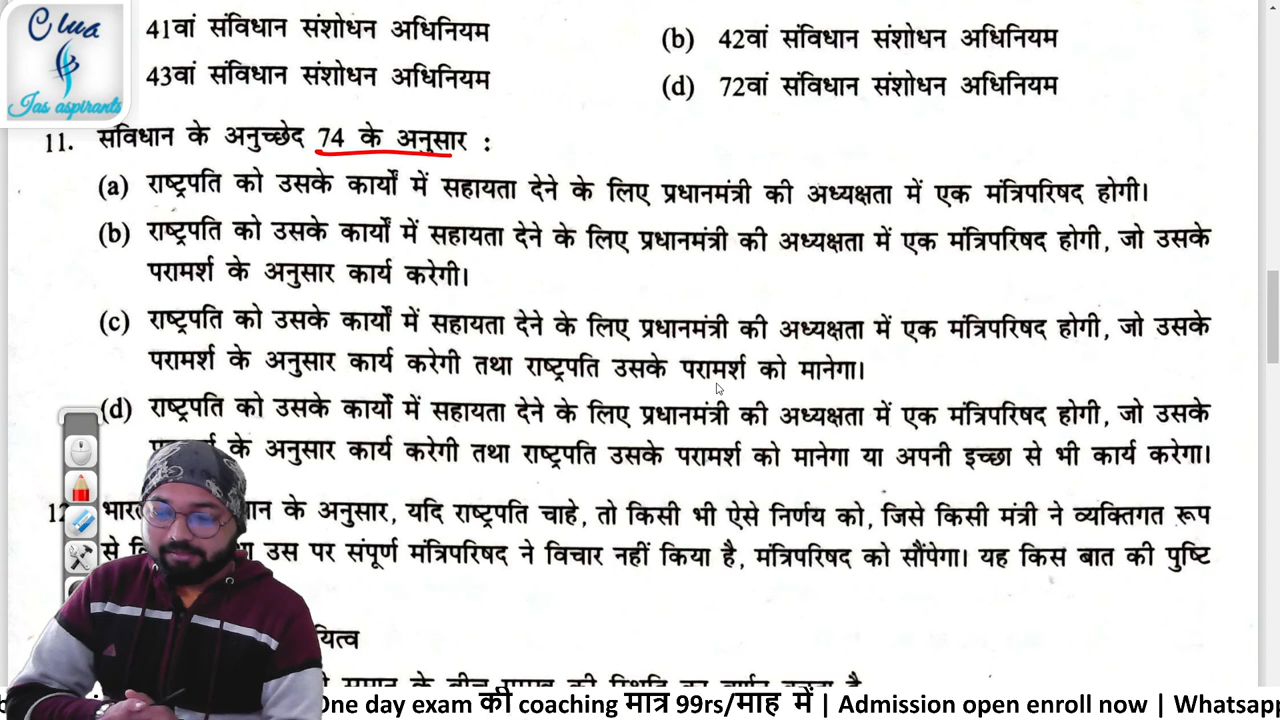 Clua
Ias aspirants
41वां संविधान संशोधन अधिनियम
(b) 42वां संविधान संशोधन अधिनियम
43वां संविधान संशोधन अधिनियम
(d) 72वां संविधान संशोधन अधिनियम
11. संविधान के अनुच्छेद 74 के अनुसार :
(a) राष्ट्रपति को उसके कार्यों में सहायता देने के लिए प्रधानमंत्री की अध्यक्षता में एक मंत्रिपरिषद होगी।
(b) राष्ट्रपति को उसके कार्यों में सहायता देने के लिए प्रधानमंत्री की अध्यक्षता में एक मंत्रिपरिषद होगी, जो उसके
परामर्श के अनुसार कार्य करेगी।
(c) राष्ट्रपति को उसके कार्यों में सहायता देने के लिए प्रधानमंत्री की अध्यक्षता में एक मंत्रिपरिषद होगी, जो उसके
परामर्श के अनुसार कार्य करेगी तथा राष्ट्रपति उसके परामर्श को मानेगा।
(d) राष्ट्रपति को उसके कार्यों में सहायता देने के लिए प्रधानमंत्री की अध्यक्षता में एक मंत्रिपरिषद होगी, जो उसके
के अनुसार कार्य करेगी तथा राष्ट्रपति उसके परामर्श को मानेगा या अपनी इच्छा से भी कार्य करेगा।
के अनुसार, यदि राष्ट्रपति चाहे, तो किसी भी ऐसे निर्णय को, जिसे किसी मंत्री ने व्यक्तिगत रूप
से उस पर संपूर्ण मंत्रिपरिषद ने विचार नहीं किया है, मंत्रिपरिषद को सौंपेगा। यह किस बात की पुष्टि
One day exam की coaching मात्र 99rs/माह में | Admission open enroll now | Whatsapp